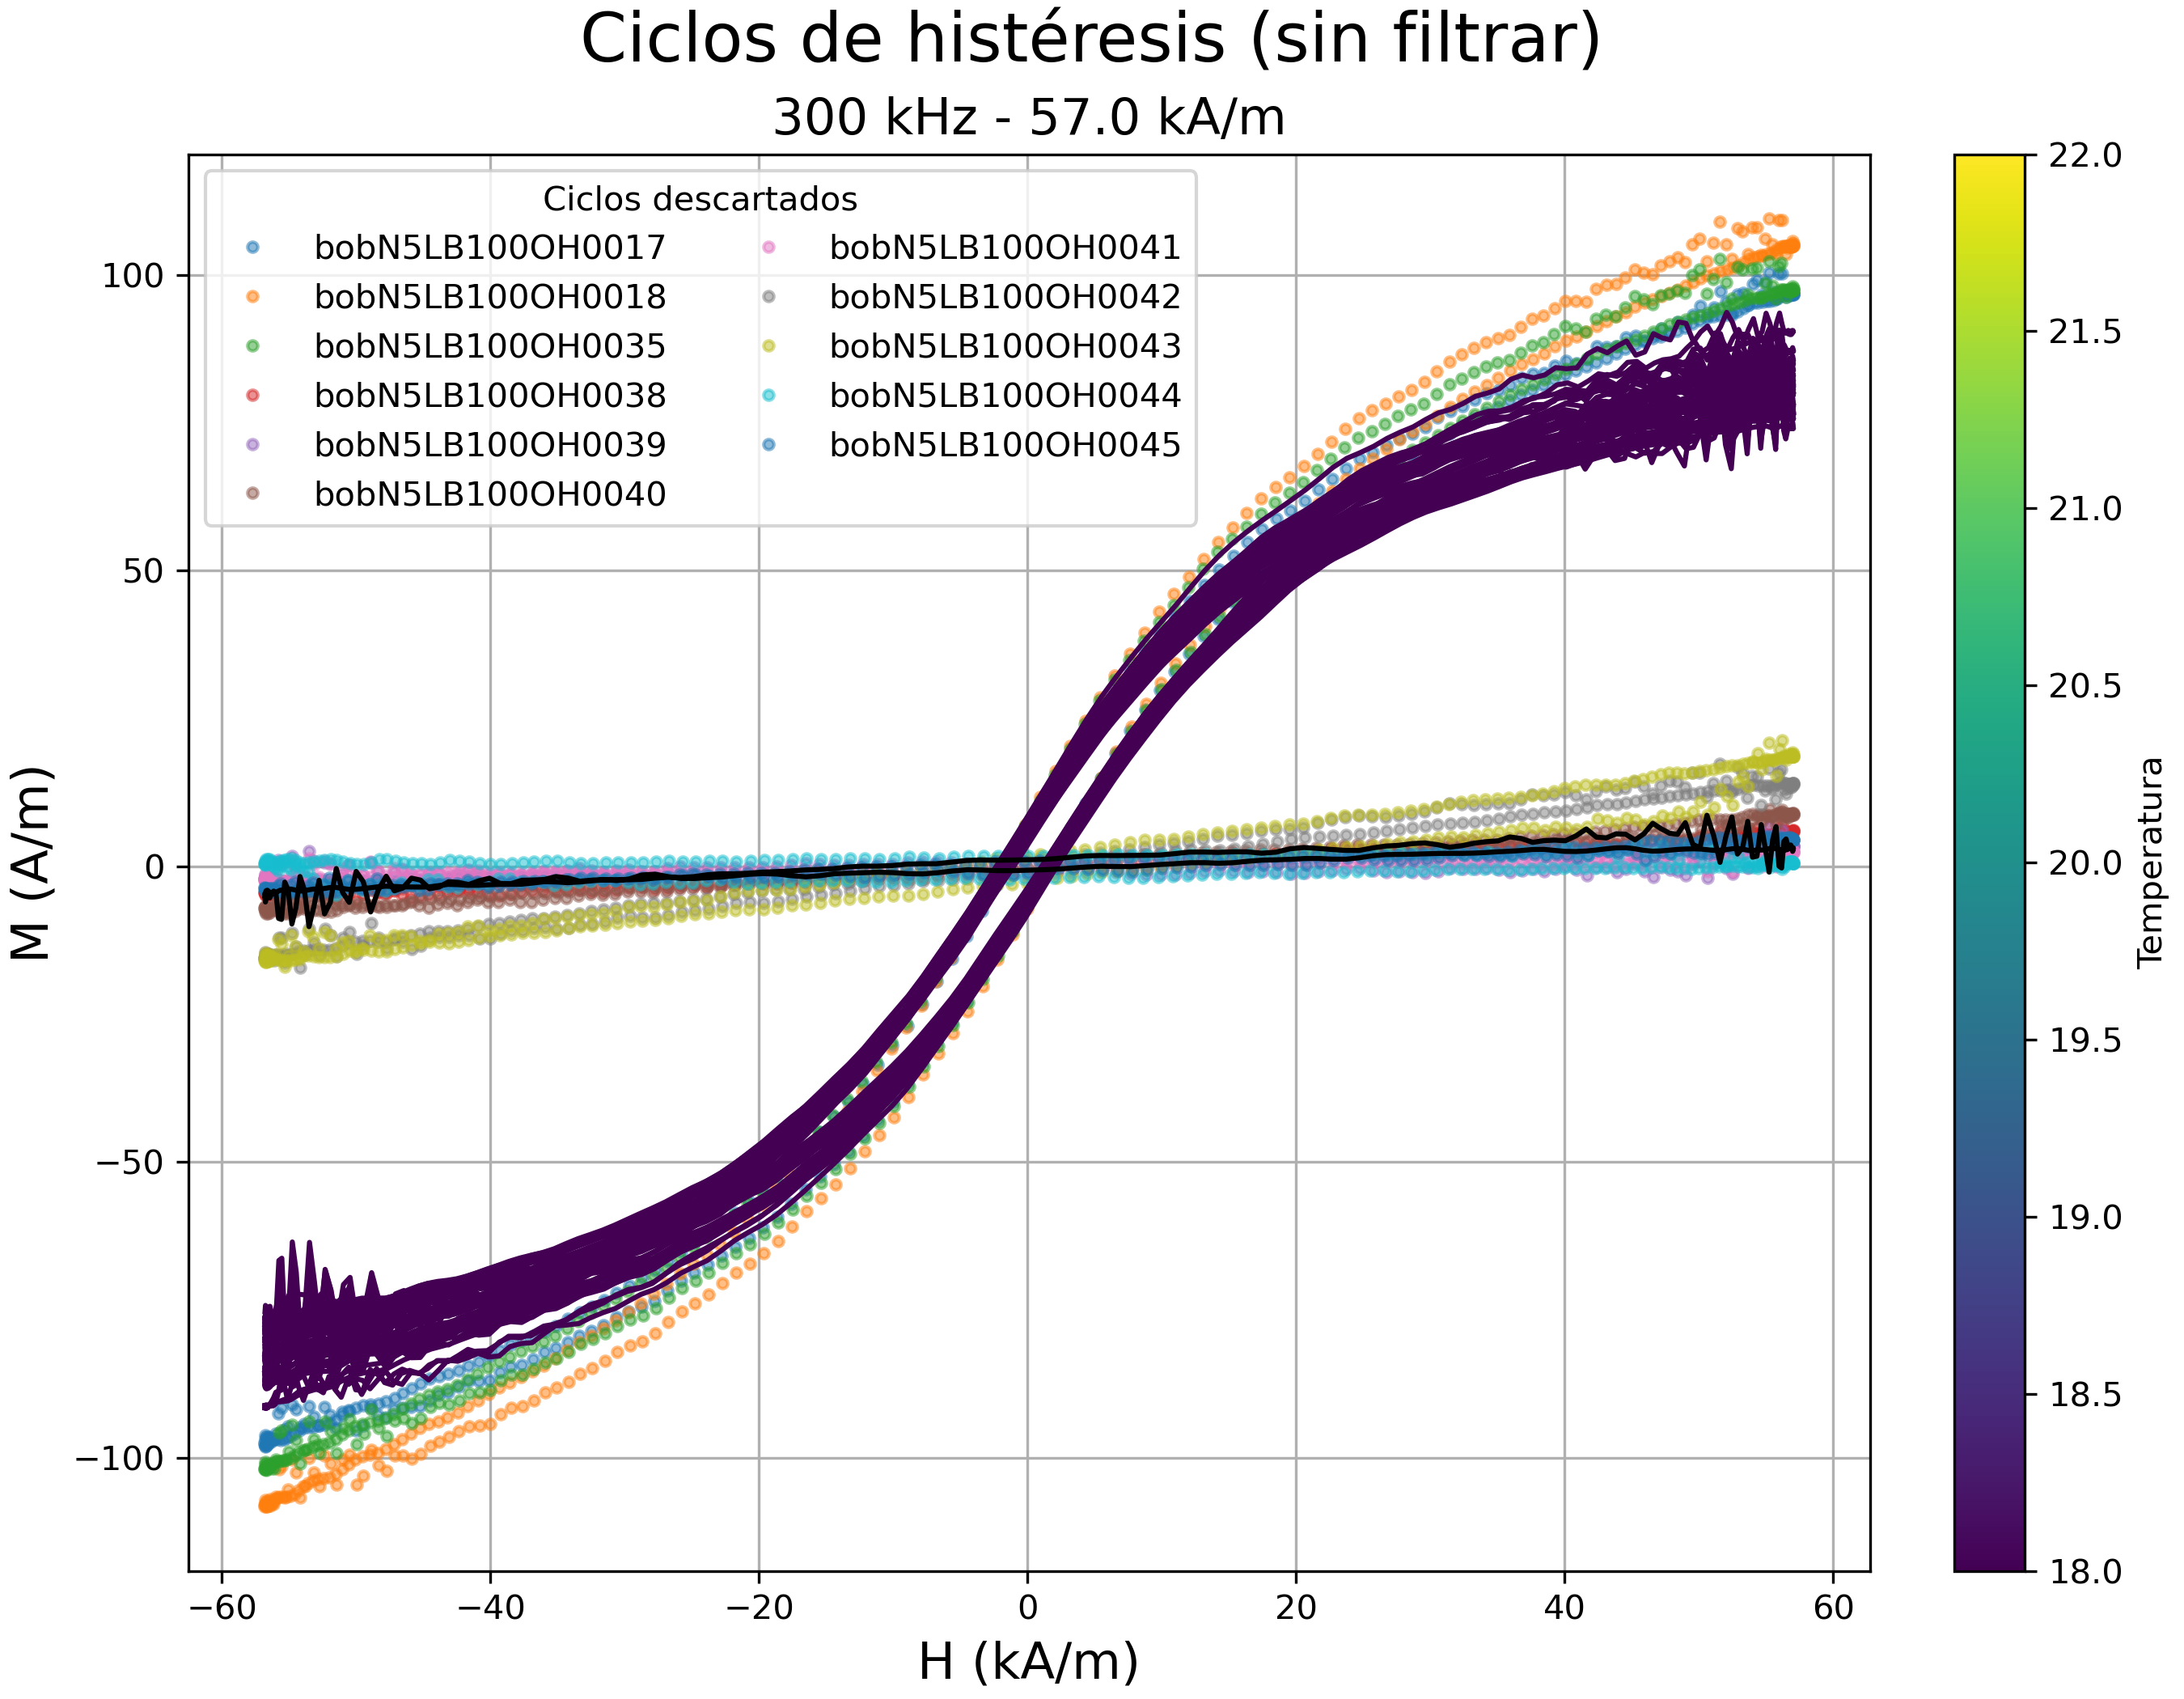 Ciclos de histéresis (sin filtrar)
300 kHz - 57.0 kA/m
Ciclos descartados
bobN5LB100OH0017
bobN5LB100OH0018
bobN5LB100OH0035
bobN5LB100OH0038
bobN5LB100OH0039
bobN5LB100OH0040
bobN5LB100OH0041
bobN5LB100OH0042
bobN5LB100OH0043
bobN5LB100OH0044
bobN5LB100OH0045
M (A/m)
100
50
0
−50
−100
−60
−40
−20
0
20
40
60
H (kA/m)
22.0
21.5
21.0
20.5
20.0
19.5
19.0
18.5
18.0
Temperatura